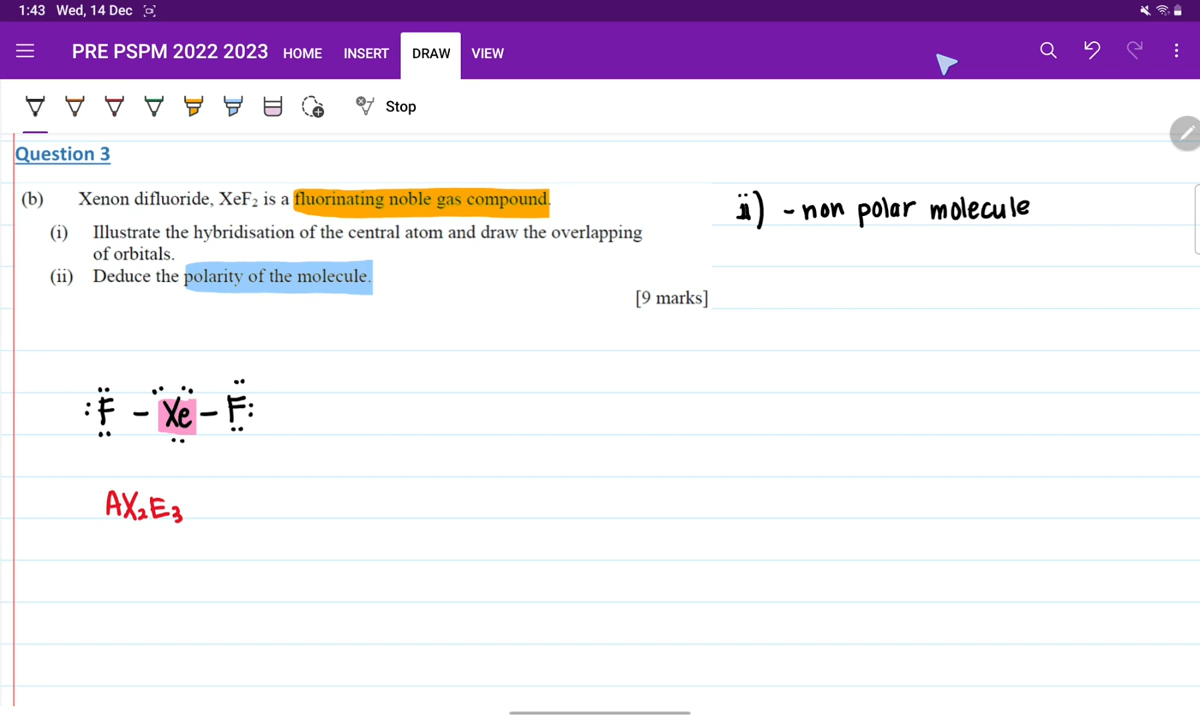 1:43 Wed, 14 Dec
PRE PSPM 2022 2023 HOME INSERT DRAW VIEW
Stop
Question 3
(b) Xenon difluoride, XeF₂ is a fluorinating noble gas compound.
(i) Illustrate the hybridisation of the central atom and draw the overlapping
of orbitals.
(ii) Deduce the polarity of the molecule.
[9 marks]
ii) - non polar molecule
:F̤̈ - Xe - F̤̈:
AX₂E₃